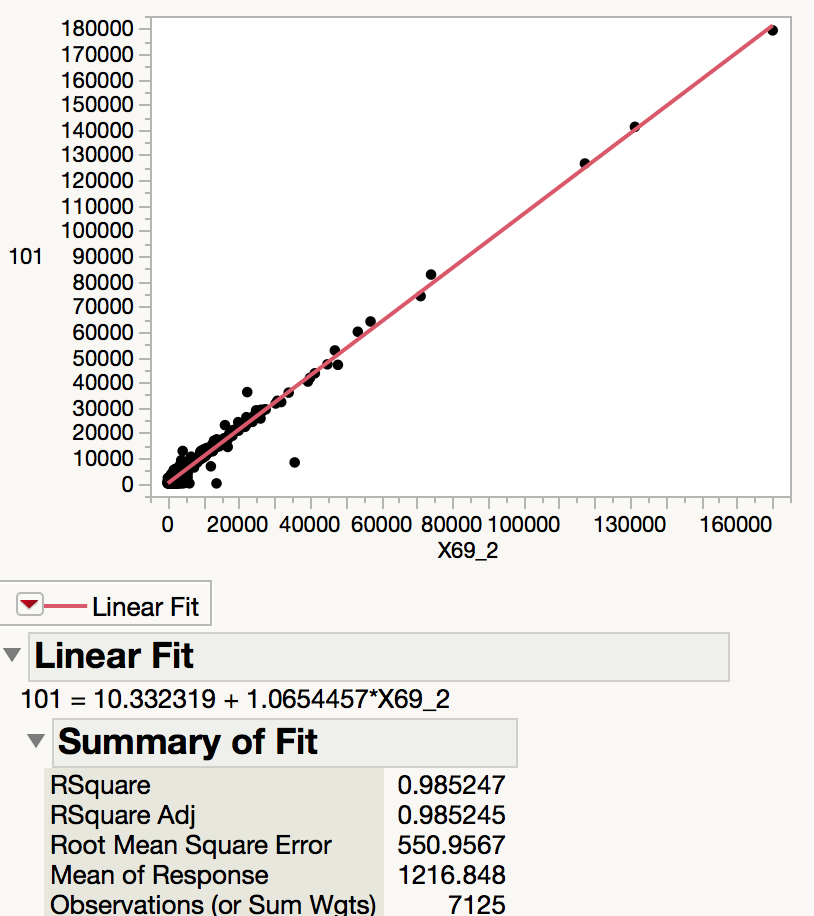 180000
170000
160000
150000
140000
130000
120000
110000
100000
90000
101
80000
70000
60000
50000
40000
30000
20000
10000
0
0 20000 40000 60000 80000 100000 130000 160000
X69_2
Linear Fit
Linear Fit
101 = 10.332319 + 1.0654457*X69_2
Summary of Fit
RSquare 0.985247
RSquare Adj 0.985245
Root Mean Square Error 550.9567
Mean of Response 1216.848
Observations (or Sum Wgts) 7125